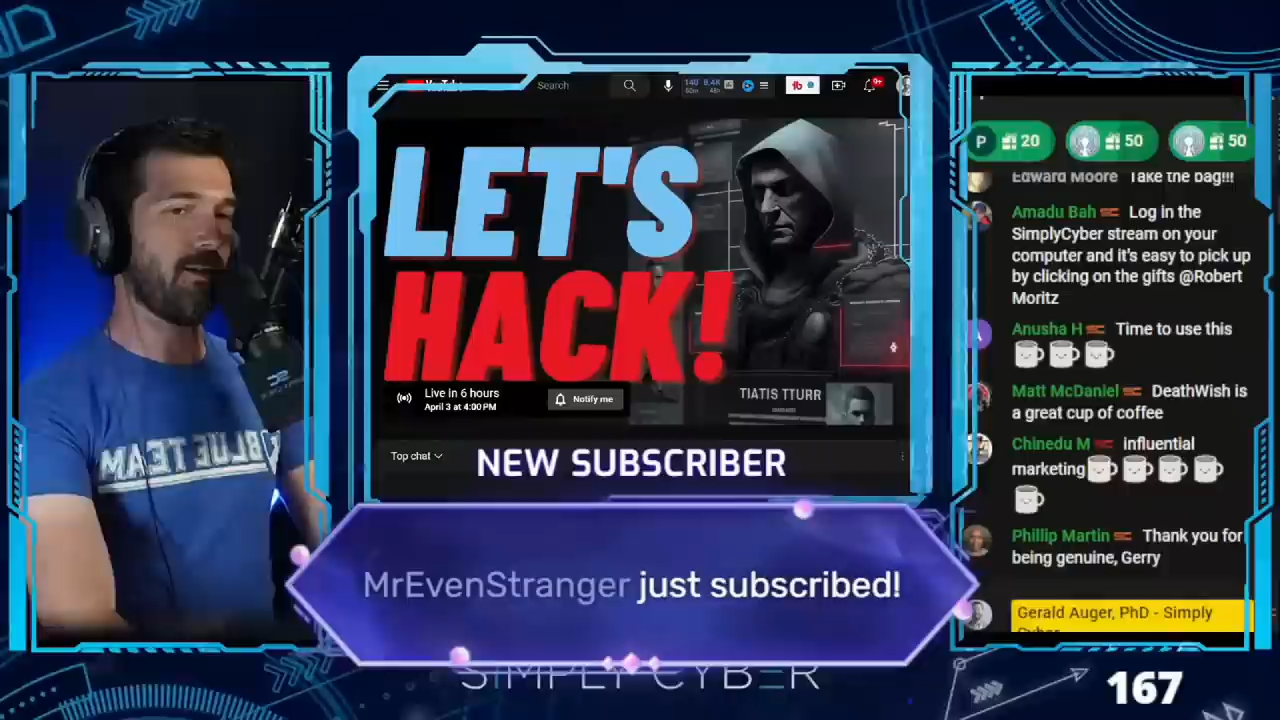 YouTube
Search
9+
LET'S
HACK!
Live in 6 hours
April 3 at 4:00 PM
Notify me
TIATIS TTURR
Top chat
NEW SUBSCRIBER
MrEvenStranger just subscribed!
SIMPLY CYBER
BLUE TEAM
P 20
50
50
Edward Moore Take the bag!!!
Amadu Bah Log in the
SimplyCyber stream on your
computer and it's easy to pick up
by clicking on the gifts @Robert
Moritz
Anusha H Time to use this
Matt McDaniel DeathWish is
a great cup of coffee
Chinedu M influential
marketing
Phillip Martin Thank you for
being genuine, Gerry
Gerald Auger, PhD - Simply
Cyber
167